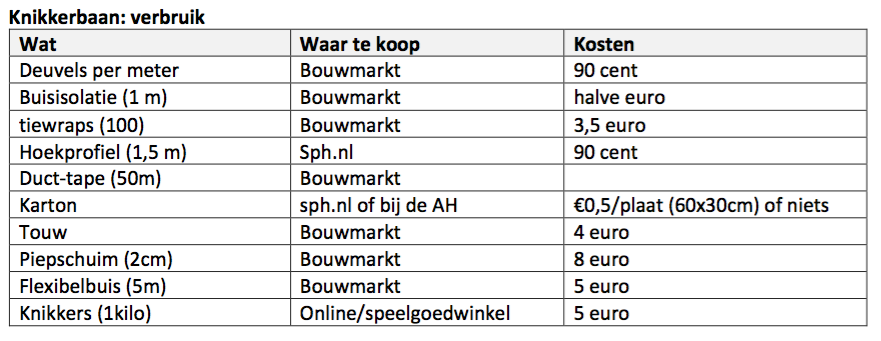 Knikkerbaan: verbruik
Wat Waar te koop Kosten
Deuvels per meter Bouwmarkt 90 cent
Buisisolatie (1 m) Bouwmarkt halve euro
tiewraps (100) Bouwmarkt 3,5 euro
Hoekprofiel (1,5 m) Sph.nl 90 cent
Duct-tape (50m) Bouwmarkt
Karton sph.nl of bij de AH €0,5/plaat (60x30cm) of niets
Touw Bouwmarkt 4 euro
Piepschuim (2cm) Bouwmarkt 8 euro
Flexibelbuis (5m) Bouwmarkt 5 euro
Knikkers (1kilo) Online/speelgoedwinkel 5 euro